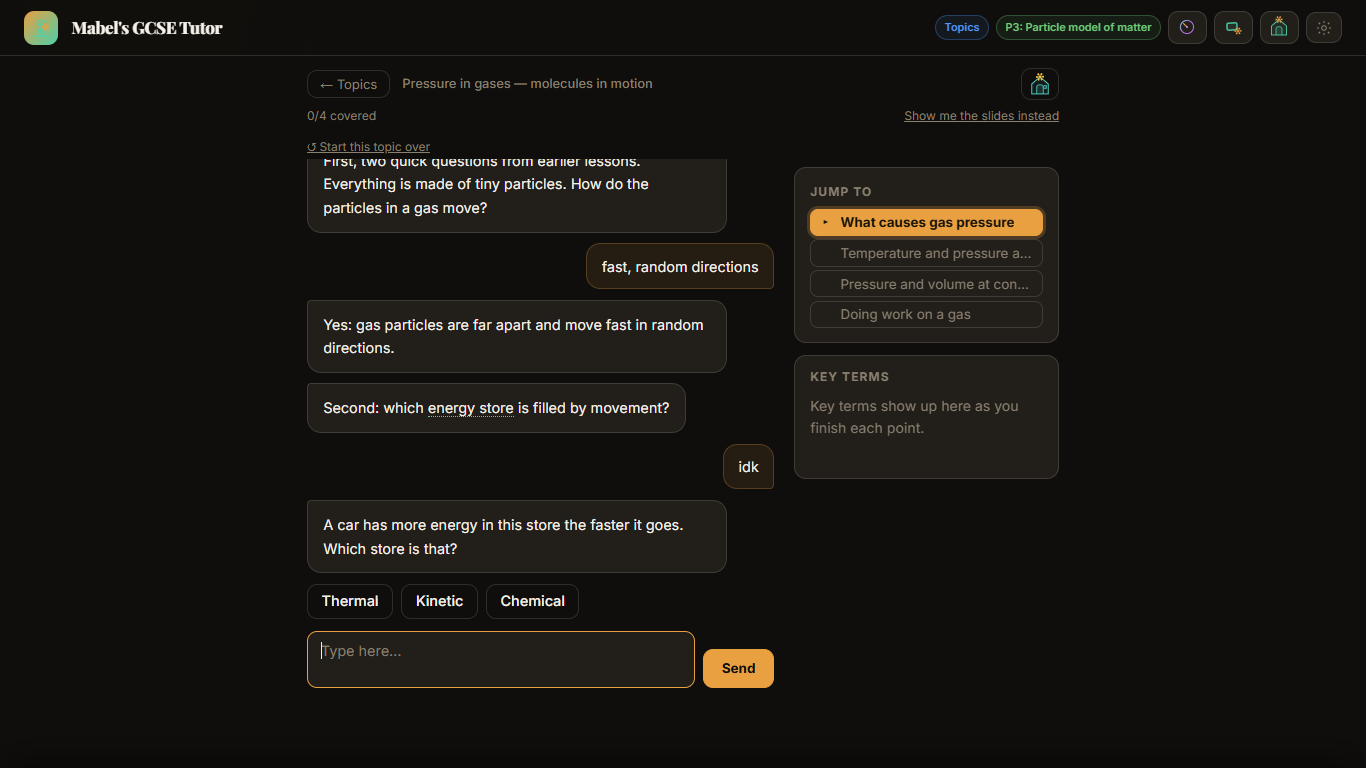 Mabel's GCSE Tutor
Topics
P3: Particle model of matter
← Topics
Pressure in gases — molecules in motion
0/4 covered
Show me the slides instead
↺ Start this topic over
First, two quick questions from earlier lessons.
Everything is made of tiny particles. How do the
particles in a gas move?
fast, random directions
Yes: gas particles are far apart and move fast in random
directions.
Second: which energy store is filled by movement?
idk
A car has more energy in this store the faster it goes.
Which store is that?
Thermal
Kinetic
Chemical
Type here...
Send
JUMP TO
What causes gas pressure
Temperature and pressure a...
Pressure and volume at con...
Doing work on a gas
KEY TERMS
Key terms show up here as you
finish each point.